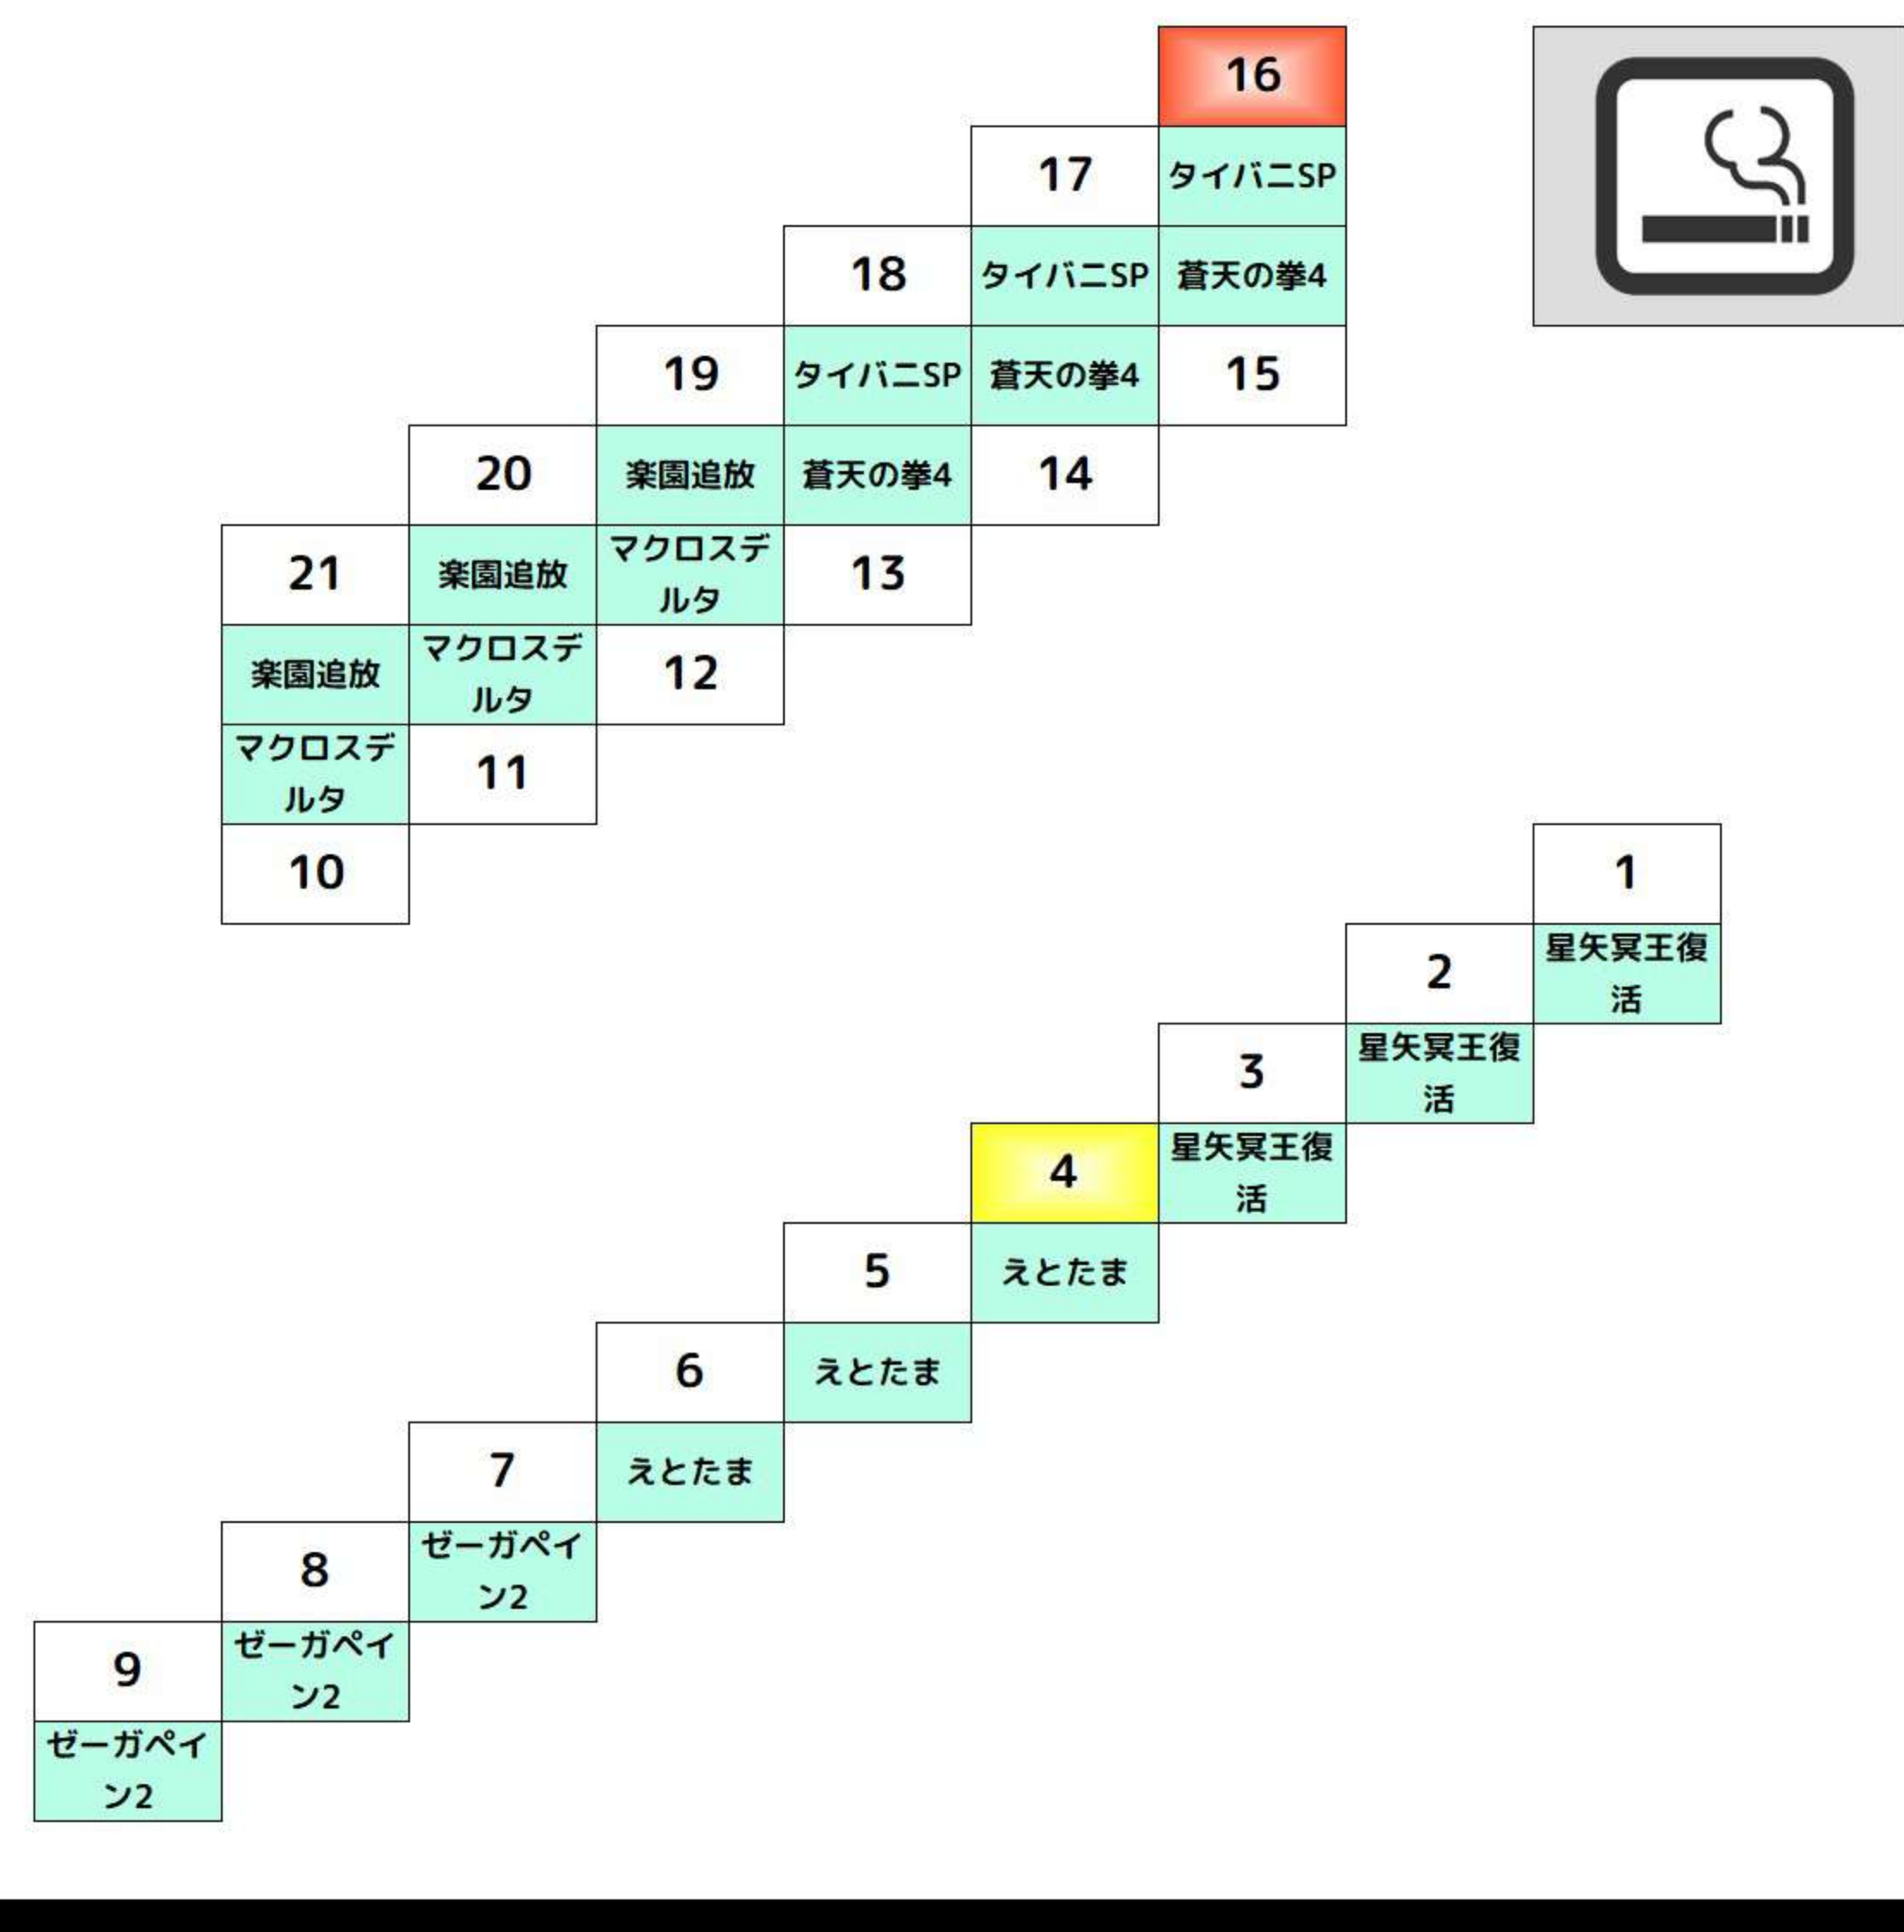 16
17
タイバニSP
18
タイバニSP
蒼天の拳4
19
タイバニSP
蒼天の拳4
15
20
楽園追放
蒼天の拳4
14
21
楽園追放
マクロスデ
ルタ
13
楽園追放
マクロスデ
ルタ
12
マクロスデ
ルタ
11
10
1
2
星矢冥王復
活
3
星矢冥王復
活
4
星矢冥王復
活
5
えとたま
6
えとたま
7
えとたま
8
ゼーガペイ
ン2
9
ゼーガペイ
ン2
ゼーガペイ
ン2